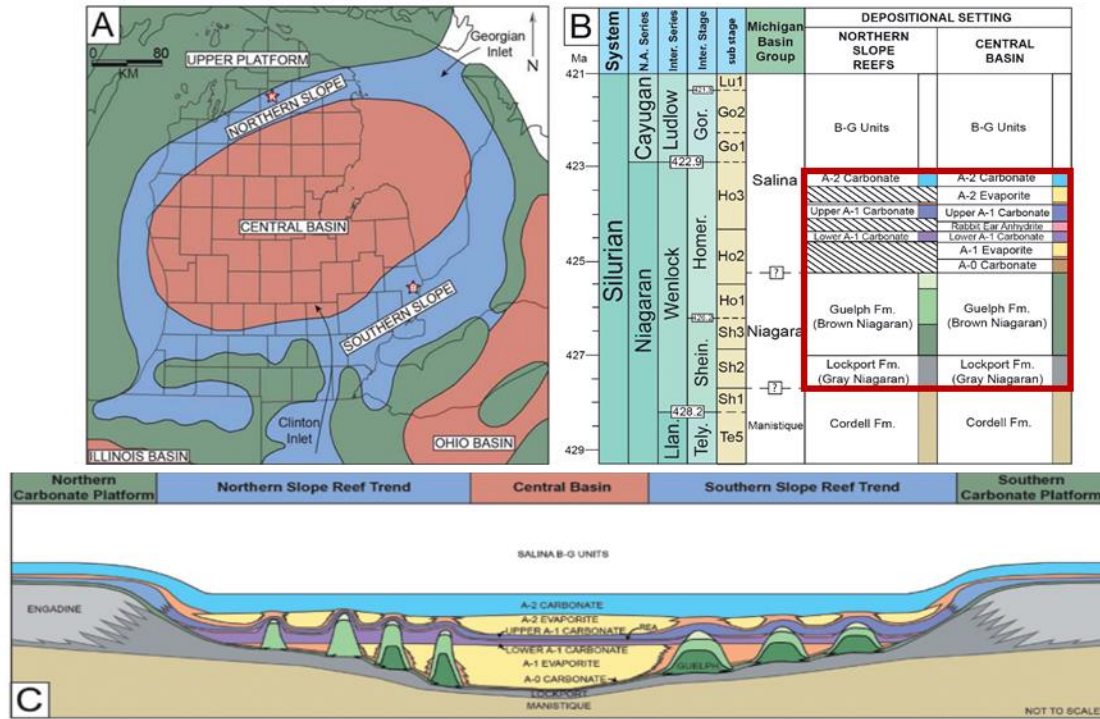 A
0 80
KM
UPPER PLATFORM
Georgian
Inlet
N
NORTHERN SLOPE
CENTRAL BASIN
SOUTHERN SLOPE
Clinton
Inlet
ILLINOIS BASIN
OHIO BASIN
B
Ma
System
N.A. Series
Inter. Series
Inter. Stage
sub stage
Michigan
Basin
Group
DEPOSITIONAL SETTING
NORTHERN
SLOPE
REEFS
CENTRAL
BASIN
421
423
425
427
429
Silurian
Cayugan
Niagaran
Ludlow
Wenlock
Llan.
Gor.
Homer.
Shein.
Tely.
422.9
428.2
Lu1
Go2
Go1
Ho3
Ho2
Ho1
Sh3
Sh2
Sh1
Te5
Salina
?
Niagara
?
Manistique
B-G Units
A-2 Carbonate
Upper A-1 Carbonate
Lower A-1 Carbonate
Guelph Fm.
(Brown Niagaran)
Lockport Fm.
(Gray Niagaran)
Cordell Fm.
B-G Units
A-2 Carbonate
A-2 Evaporite
Upper A-1 Carbonate
Rabbit Ear Anhydrite
Lower A-1 Carbonate
A-1 Evaporite
A-0 Carbonate
Guelph Fm.
(Brown Niagaran)
Lockport Fm.
(Gray Niagaran)
Cordell Fm.
Northern
Carbonate Platform
Northern Slope Reef Trend
Central Basin
Southern Slope Reef Trend
Southern
Carbonate Platform
SALINA B-G UNITS
ENGADINE
A-2 CARBONATE
A-2 EVAPORITE
UPPER A-1 CARBONATE
REA
LOWER A-1 CARBONATE
A-1 EVAPORITE
A-0 CARBONATE
GUELPH
LOCKPORT
MANISTIQUE
C
NOT TO SCALE